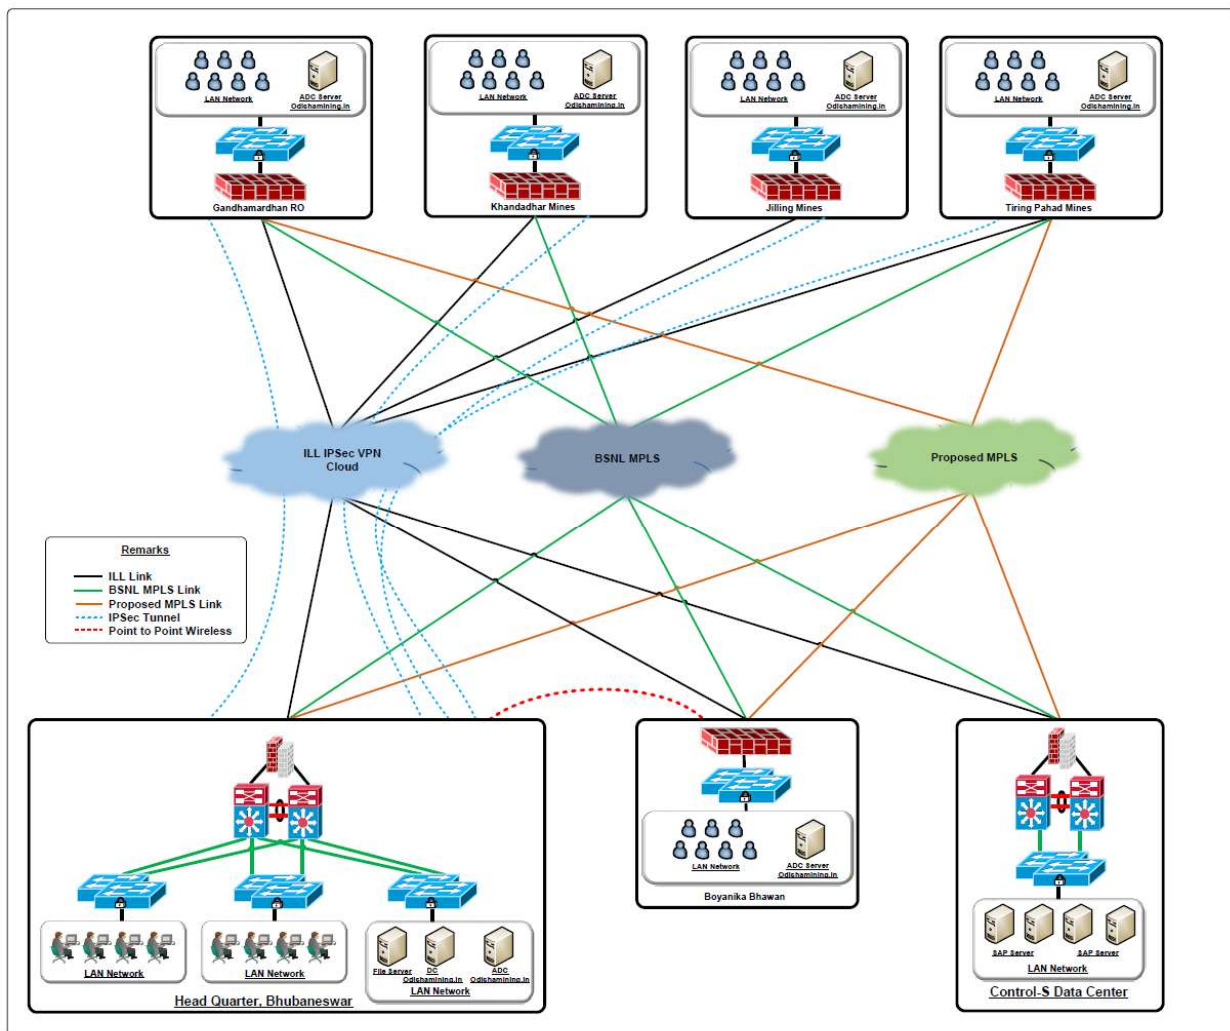 LAN Network
ADC Server
Odishamining.in
Gandhamardhan RO
LAN Network
ADC Server
Odishamining.in
Khandadhar Mines
LAN Network
ADC Server
Odishamining.in
Jilling Mines
LAN Network
ADC Server
Odishamining.in
Tiring Pahad Mines
ILL IPSec VPN
Cloud
BSNL MPLS
Proposed MPLS
Remarks
ILL Link
BSNL MPLS Link
Proposed MPLS Link
IPSec Tunnel
Point to Point Wireless
LAN Network
LAN Network
File Server
DC
Odishamining.in
ADC
Odishamining.in
LAN Network
Head Quarter, Bhubaneswar
LAN Network
ADC Server
Odishamining.in
Boyanika Bhawan
SAP Server
SAP Server
LAN Network
Control-S Data Center